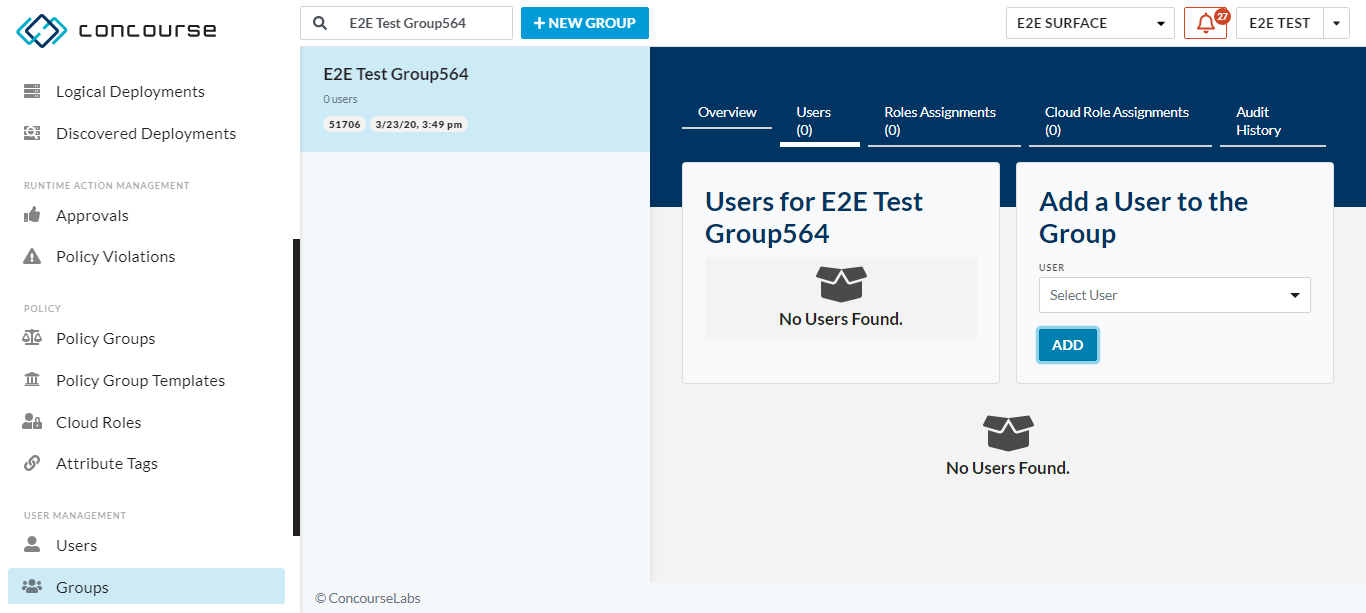 concourse
E2E Test Group564
+ NEW GROUP
E2E SURFACE
27
E2E TEST
Logical Deployments
Discovered Deployments
RUNTIME ACTION MANAGEMENT
Approvals
Policy Violations
POLICY
Policy Groups
Policy Group Templates
Cloud Roles
Attribute Tags
USER MANAGEMENT
Users
Groups
E2E Test Group564
0 users
51706 3/23/20, 3:49 pm
Overview
Users
(0)
Roles Assignments
(0)
Cloud Role Assignments
(0)
Audit
History
Users for E2E Test
Group564
No Users Found.
Add a User to the
Group
USER
Select User
ADD
No Users Found.
© ConcourseLabs